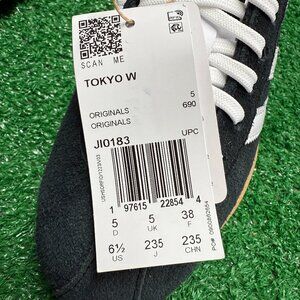 SCAN ME
TOKYO W
5
ORIGINALS 690
ORIGINALS
JI0183 UPC
1 97615 22854 4
5 5 38
D UK F
6½ 235 235
US J CHN